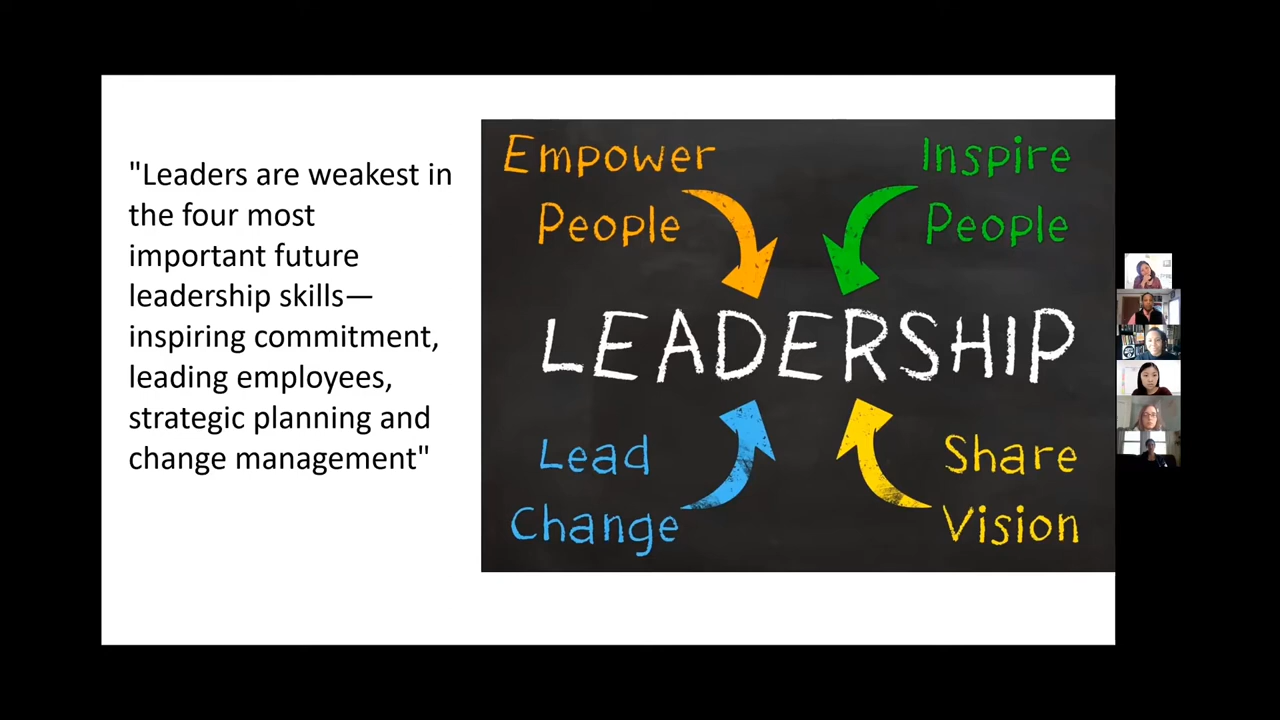 "Leaders are weakest in
the four most
important future
leadership skills—
inspiring commitment,
leading employees,
strategic planning and
change management"
Empower
People
Inspire
People
LEADERSHIP
Lead
Change
Share
Vision